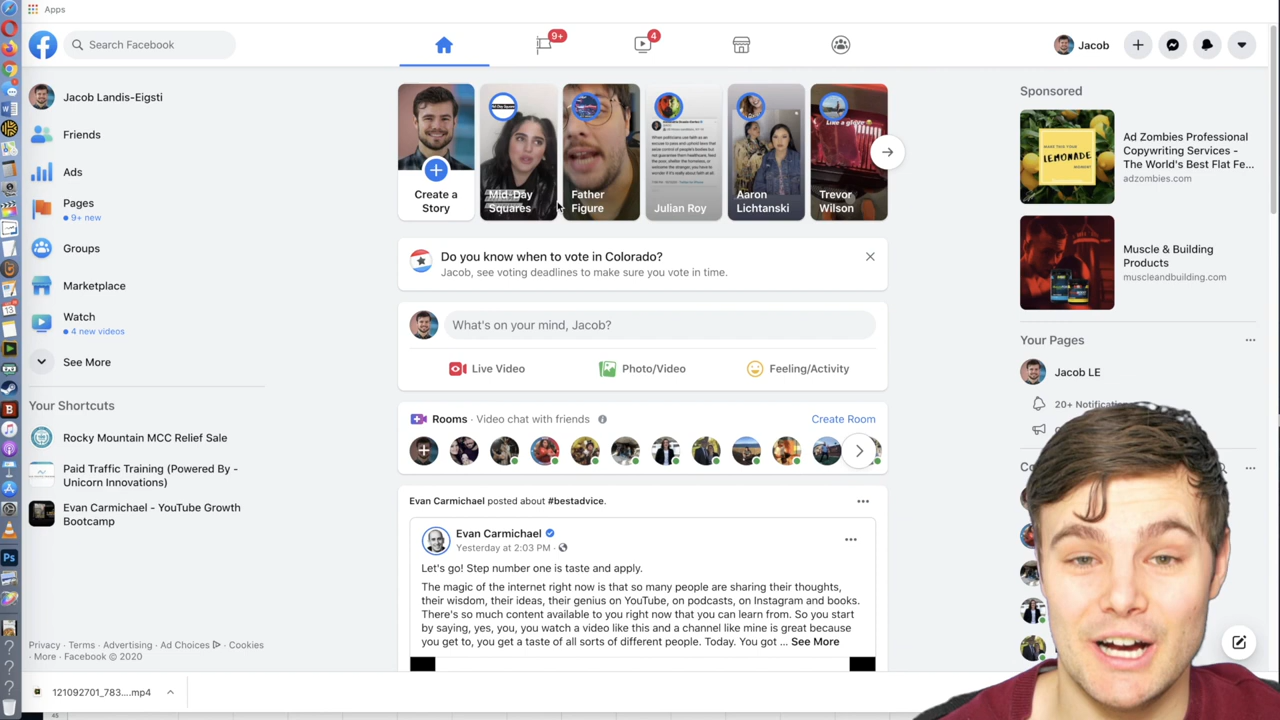 Apps
Search Facebook
9+
4
Jacob
Jacob Landis-Eigsti
Friends
Ads
Pages
9+ new
Groups
Marketplace
Watch
4 new videos
See More
Your Shortcuts
Rocky Mountain MCC Relief Sale
Paid Traffic Training (Powered By -
Unicorn Innovations)
Evan Carmichael - YouTube Growth
Bootcamp
Privacy · Terms · Advertising · Ad Choices · Cookies
· More · Facebook © 2020
Create a
Story
Mid-Day
Squares
Father
Figure
Julian Roy
Aaron
Lichtanski
Like a glove
Trevor
Wilson
Do you know when to vote in Colorado?
Jacob, see voting deadlines to make sure you vote in time.
What's on your mind, Jacob?
Live Video
Photo/Video
Feeling/Activity
Rooms · Video chat with friends
Create Room
Evan Carmichael posted about #bestadvice.
Evan Carmichael
Yesterday at 2:03 PM ·
Let's go! Step number one is taste and apply.
The magic of the internet right now is that so many people are sharing their thoughts,
their wisdom, their ideas, their genius on YouTube, on podcasts, on Instagram and books.
There's so much content available to you right now that you can learn from. So you start
by saying, yes, you, you watch a video like this and a channel like mine is great because
you get to, you get a taste of all sorts of different people. Today. You got ... See More
Sponsored
LEMONADE
Ad Zombies Professional
Copywriting Services -
The World's Best Flat Fe...
adzombies.com
Muscle & Building
Products
muscleandbuilding.com
Your Pages
Jacob LE
20+
121092701_783....mp4